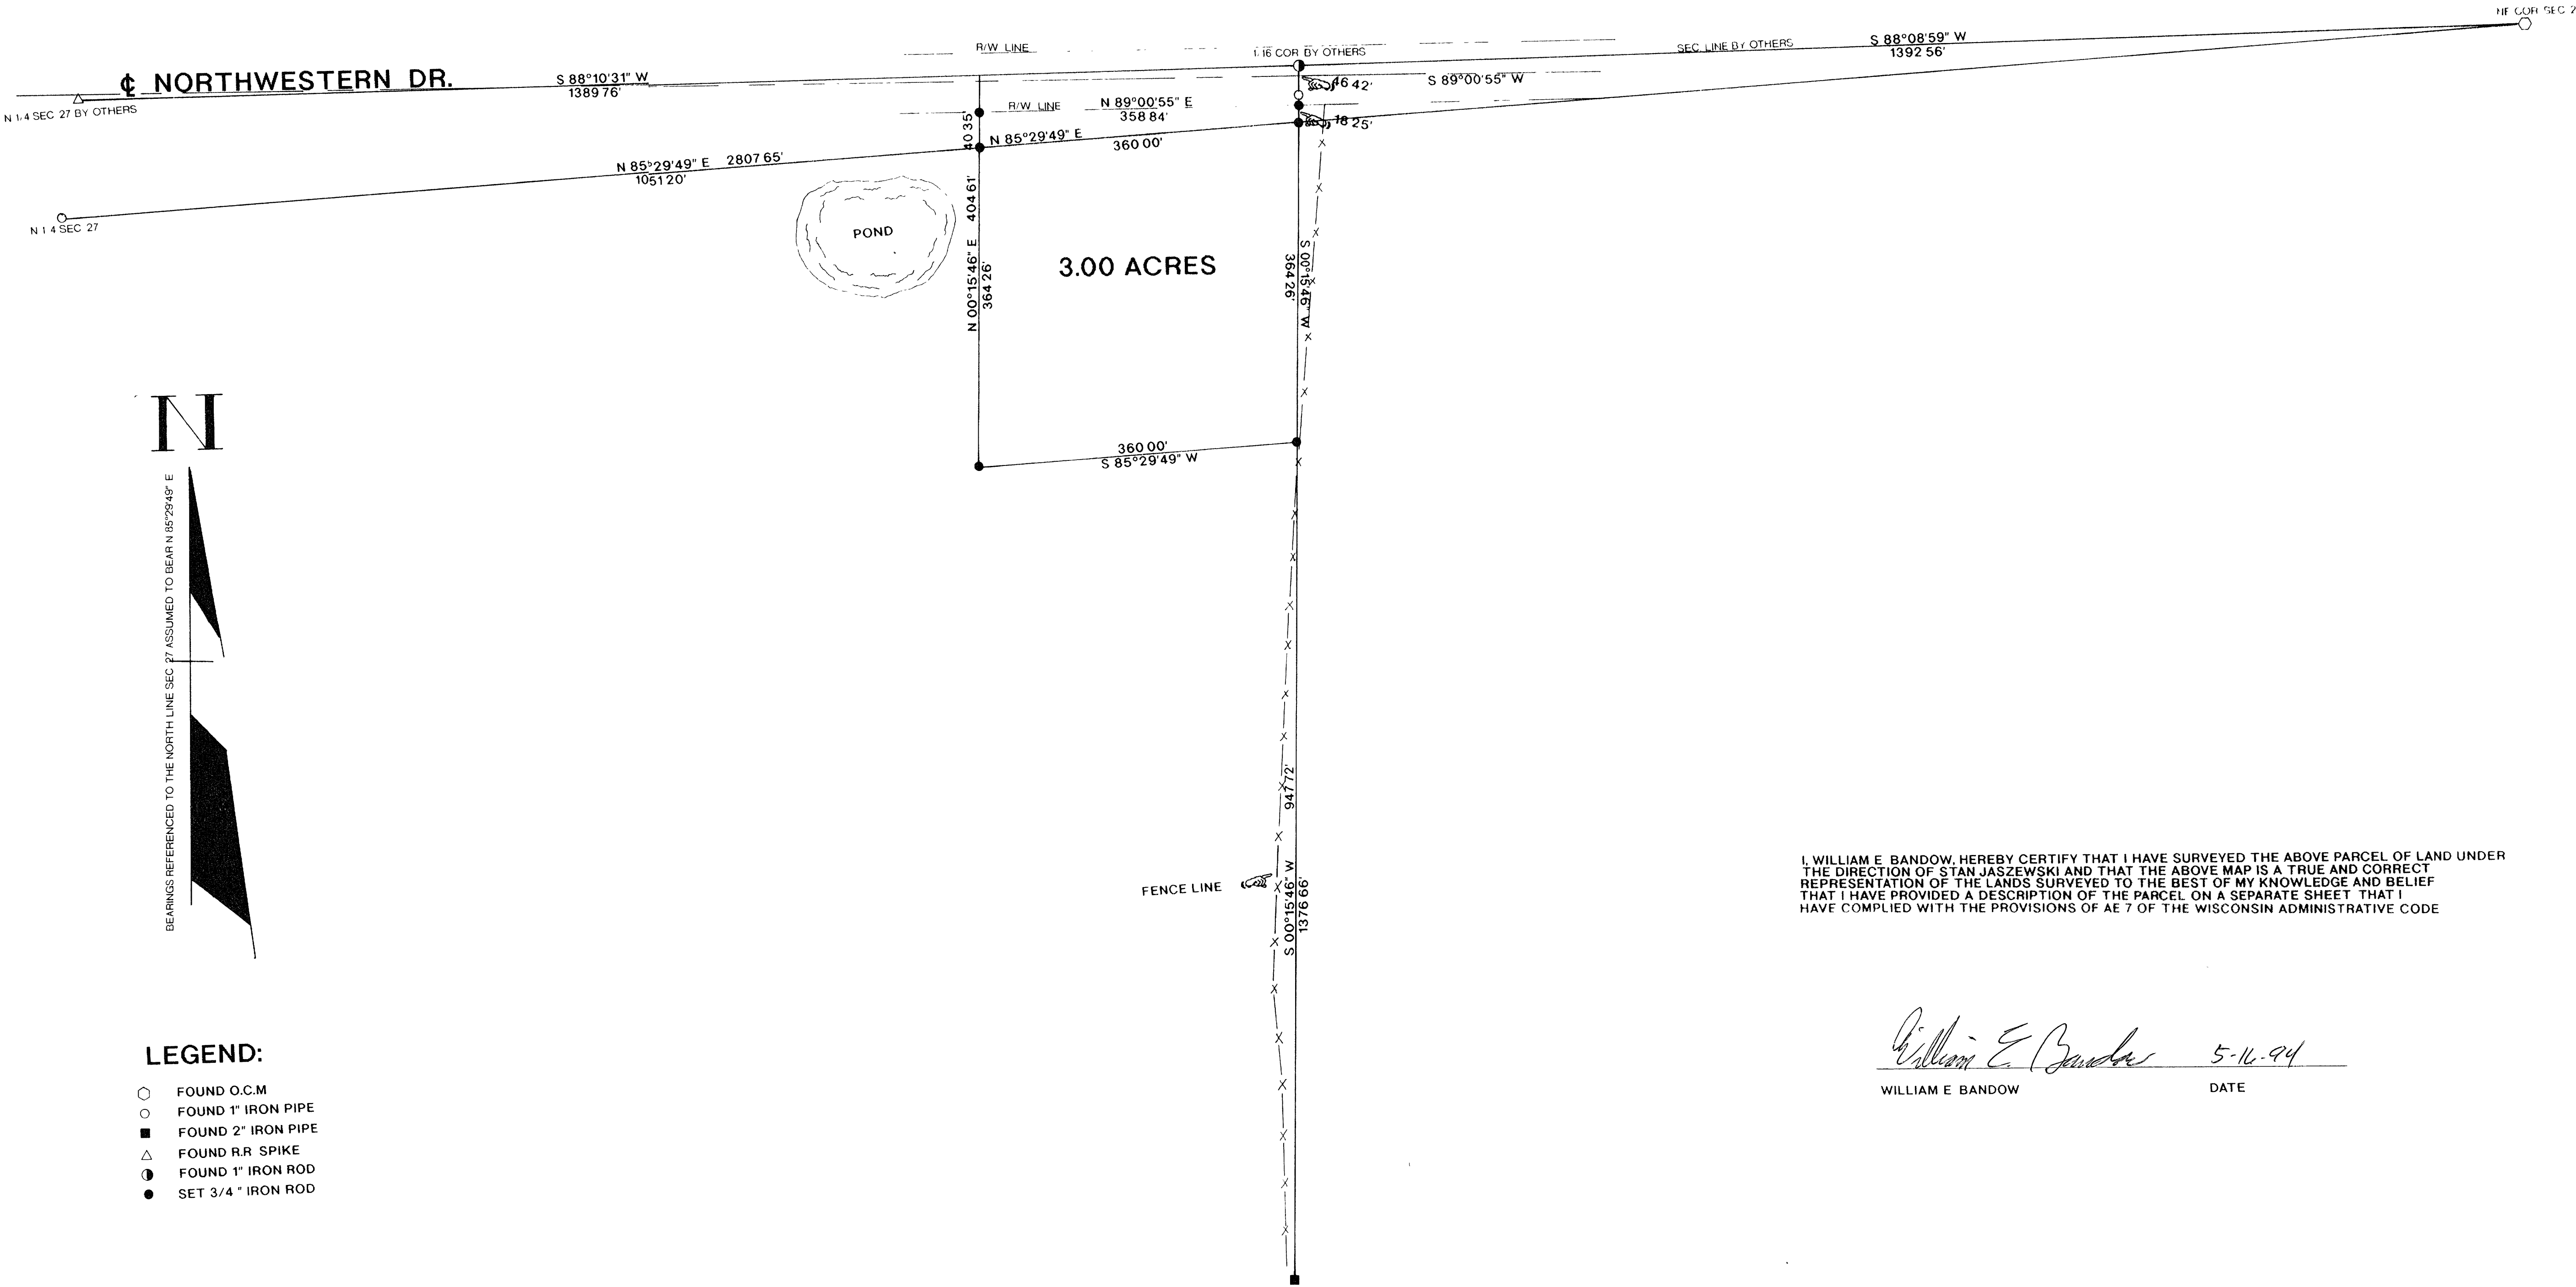 NE COR SEC 2
R/W LINE
1/16 COR BY OTHERS
SEC. LINE BY OTHERS
S 88°08'59" W
1392 56'
℄ NORTHWESTERN DR.
S 88°10'31" W
1389 76'
46 42'
S 89°00'55" W
N 1/4 SEC 27 BY OTHERS
R/W LINE
N 89°00'55" E
358 84'
40 35'
18 25'
N 85°29'49" E
360 00'
N 85°29'49" E 2807 65'
1051 20'
N 1 4 SEC 27
POND
N 00°15'46" E 404 61'
364 26'
3.00 ACRES
S 00°15'46" W
364 26'
N
360 00'
S 85°29'49" W
BEARINGS REFERENCED TO THE NORTH LINE SEC 27 ASSUMED TO BEAR N 85°29'49" E
FENCE LINE
S 00°15'46" W 947 72'
1376 66'
I, WILLIAM E BANDOW, HEREBY CERTIFY THAT I HAVE SURVEYED THE ABOVE PARCEL OF LAND UNDER
THE DIRECTION OF STAN JASZEWSKI AND THAT THE ABOVE MAP IS A TRUE AND CORRECT
REPRESENTATION OF THE LANDS SURVEYED TO THE BEST OF MY KNOWLEDGE AND BELIEF
THAT I HAVE PROVIDED A DESCRIPTION OF THE PARCEL ON A SEPARATE SHEET THAT I
HAVE COMPLIED WITH THE PROVISIONS OF AE 7 OF THE WISCONSIN ADMINISTRATIVE CODE
William E. Bandow 5-16-94
WILLIAM E BANDOW DATE
LEGEND:
FOUND O.C.M
FOUND 1" IRON PIPE
FOUND 2" IRON PIPE
FOUND R.R SPIKE
FOUND 1" IRON ROD
SET 3/4 " IRON ROD